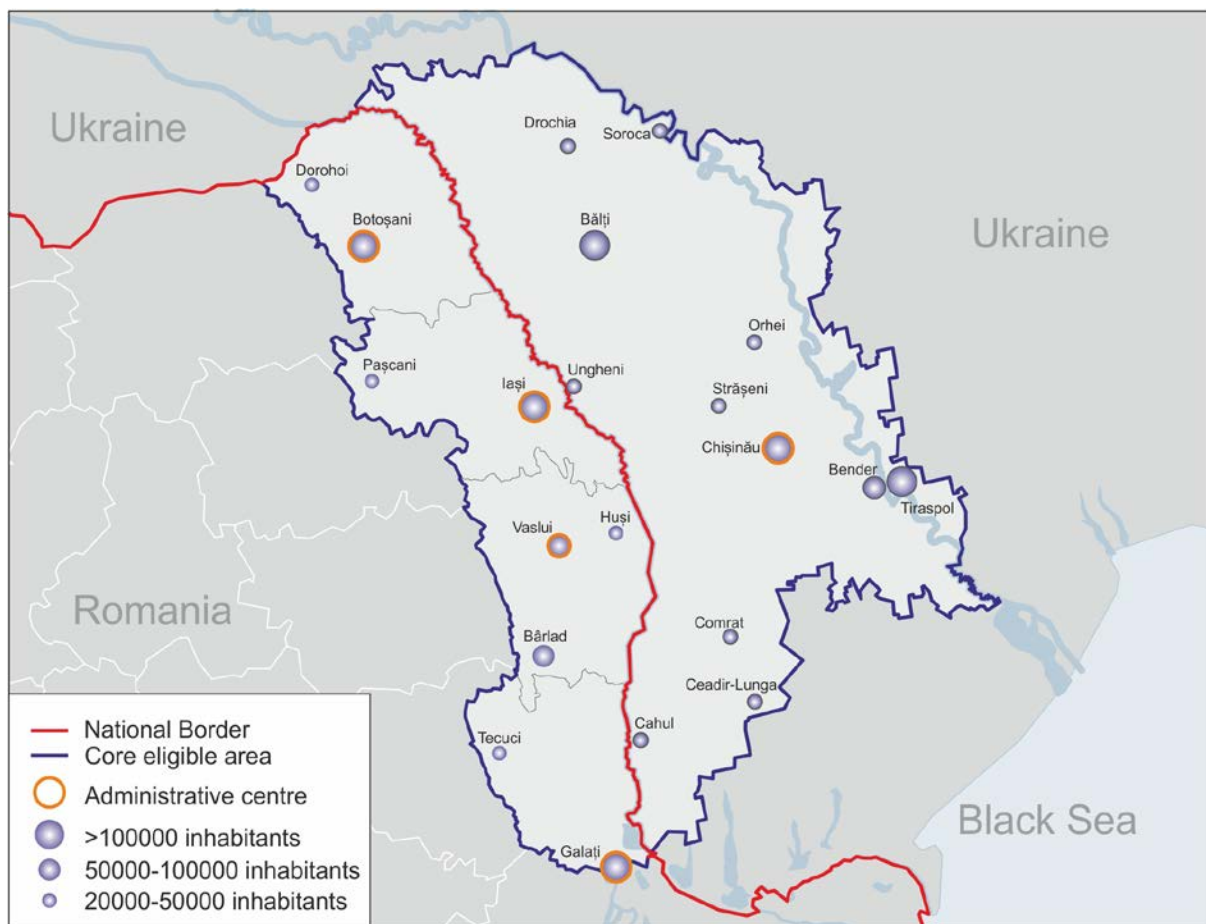 Ukraine
Drochia
Soroca
Dorohoi
Botoșani
Bălți
Ukraine
Orhei
Pașcani
Iași
Ungheni
Strășeni
Chișinău
Bender
Tiraspol
Vaslui
Huși
Romania
Bârlad
Comrat
Ceadir-Lunga
Tecuci
Cahul
Galați
Black Sea
National Border
Core eligible area
Administrative centre
>100000 inhabitants
50000-100000 inhabitants
20000-50000 inhabitants